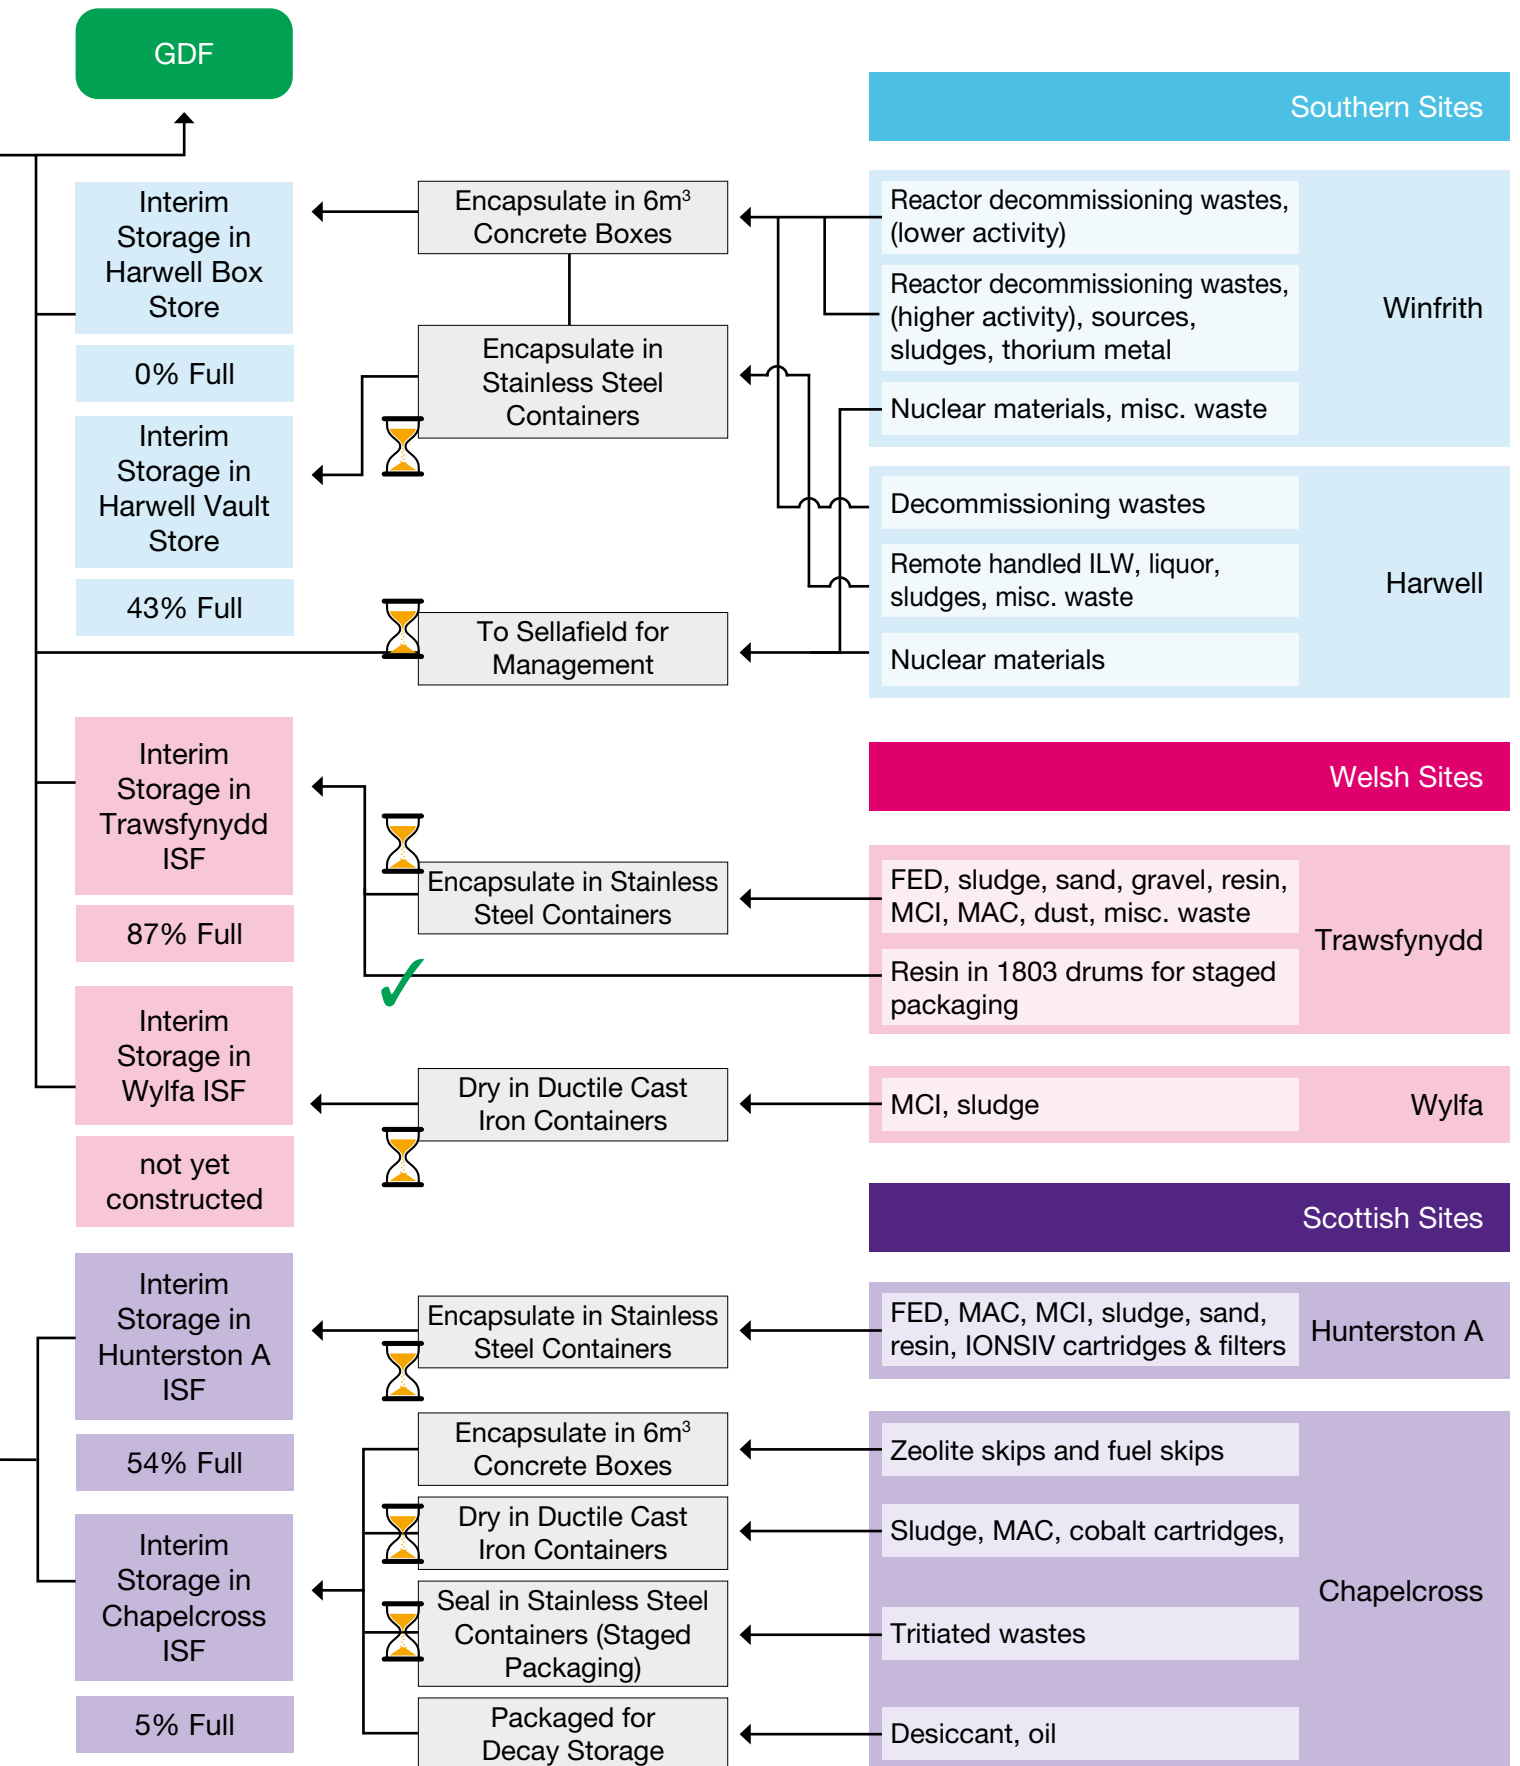 GDF
Southern Sites
Interim
Storage in
Harwell Box
Store
0% Full
Interim
Storage in
Harwell Vault
Store
43% Full
Encapsulate in 6m³
Concrete Boxes
Encapsulate in
Stainless Steel
Containers
To Sellafield for
Management
Reactor decommissioning wastes,
(lower activity)
Reactor decommissioning wastes,
(higher activity), sources,
sludges, thorium metal
Nuclear materials, misc. waste
Winfrith
Decommissioning wastes
Remote handled ILW, liquor,
sludges, misc. waste
Nuclear materials
Harwell
Welsh Sites
Interim
Storage in
Trawsfynydd
ISF
87% Full
Interim
Storage in
Wylfa ISF
not yet
constructed
Encapsulate in Stainless
Steel Containers
Dry in Ductile Cast
Iron Containers
FED, sludge, sand, gravel, resin,
MCI, MAC, dust, misc. waste
Resin in 1803 drums for staged
packaging
Trawsfynydd
MCI, sludge
Wylfa
Scottish Sites
Interim
Storage in
Hunterston A
ISF
54% Full
Interim
Storage in
Chapelcross
ISF
5% Full
Encapsulate in Stainless
Steel Containers
Encapsulate in 6m³
Concrete Boxes
Dry in Ductile Cast
Iron Containers
Seal in Stainless Steel
Containers (Staged
Packaging)
Packaged for
Decay Storage
FED, MAC, MCI, sludge, sand,
resin, IONSIV cartridges & filters
Hunterston A
Zeolite skips and fuel skips
Sludge, MAC, cobalt cartridges,
Tritiated wastes
Desiccant, oil
Chapelcross